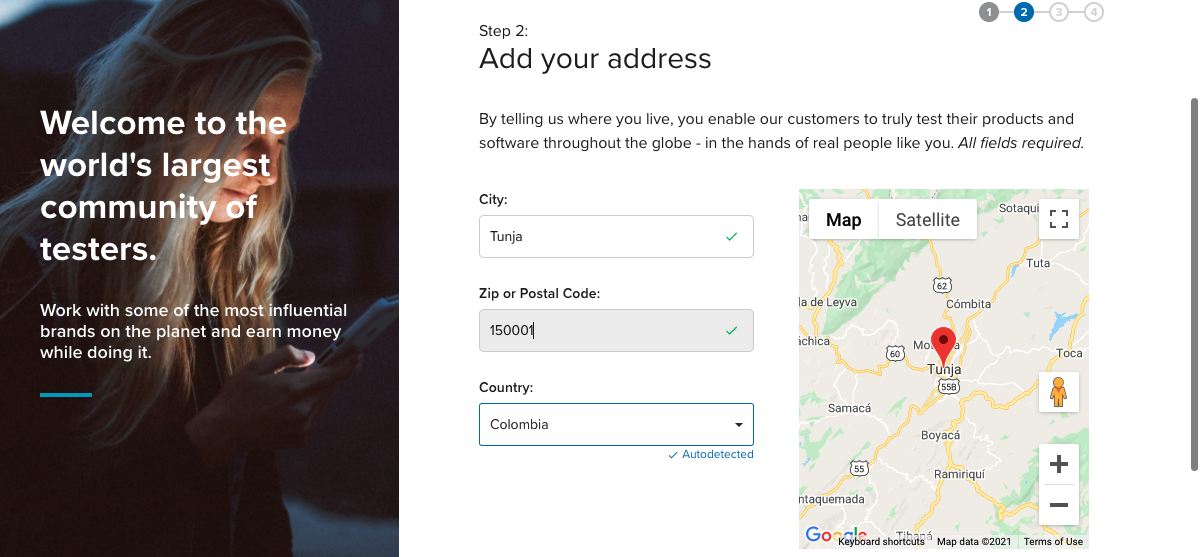 Welcome to the
world's largest
community of
testers.
Work with some of the most influential
brands on the planet and earn money
while doing it.
1 2 3 4
Step 2:
Add your address
By telling us where you live, you enable our customers to truly test their products and
software throughout the globe - in the hands of real people like you. All fields required.
City:
Tunja
Zip or Postal Code:
150001
Country:
Colombia
Autodetected
Map Satellite
Sotaqui
Tuta
62
la de Leyva
Cómbita
áchica
60
Toca
Tunja
55B
Samacá
Boyacá
55
Ramiriquí
ntaquemada
Google
Keyboard shortcuts Map data ©2021 Terms of Use